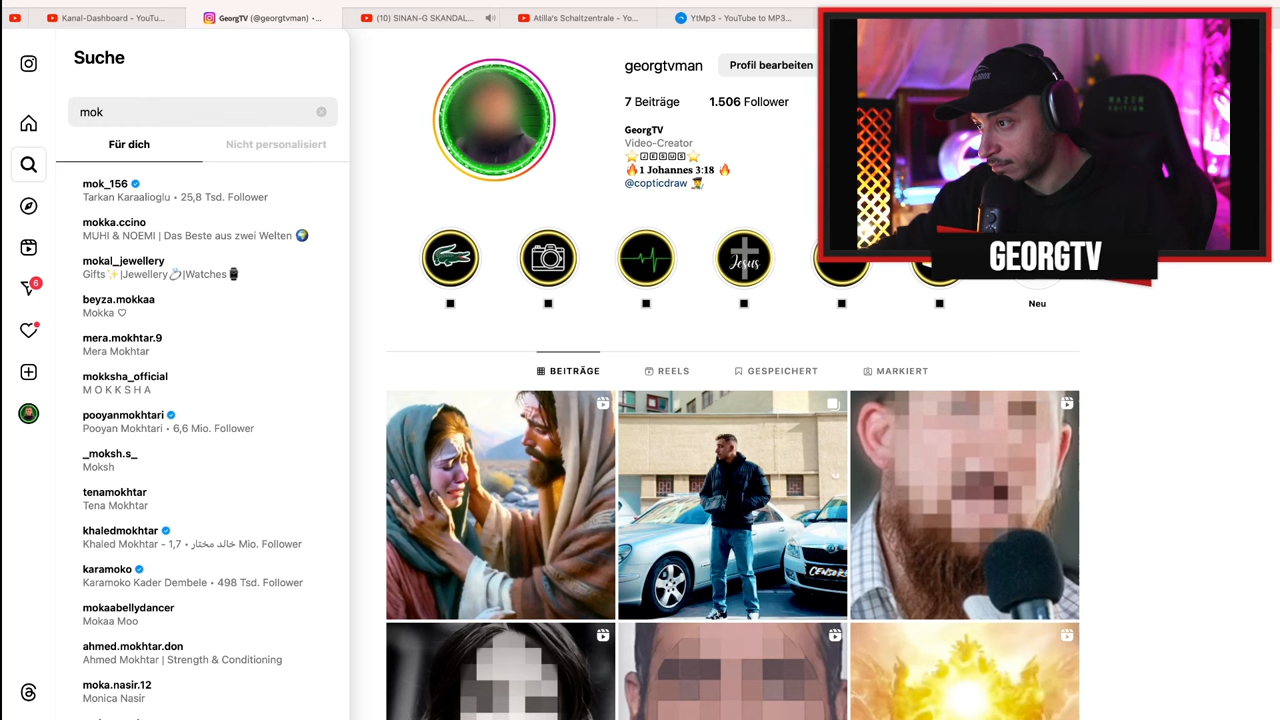 Kanal-Dashboard - YouTu...
GeorgTV (@georgtvman) •...
(10) SINAN-G SKANDAL...
Atilla's Schaltzentrale - Yo...
YtMp3 - YouTube to MP3...
Suche
mok
Für dich
Nicht personalisiert
mok_156
Tarkan Karaalioglu • 25,8 Tsd. Follower
mokka.ccino
MUHI & NOEMI | Das Beste aus zwei Welten 🌍
mokal_jewellery
Gifts✨|Jewellery💍|Watches⌚
beyza.mokkaa
Mokka ♡
mera.mokhtar.9
Mera Mokhtar
mokksha_official
M O K K S H A
pooyanmokhtari
Pooyan Mokhtari • 6,6 Mio. Follower
_moksh.s_
Moksh
tenamokhtar
Tena Mokhtar
khaledmokhtar
Khaled Mokhtar - خالد مختار • 1,7 Mio. Follower
karamoko
Karamoko Kader Dembele • 498 Tsd. Follower
mokaabellydancer
Mokaa Moo
ahmed.mokhtar.don
Ahmed Mokhtar | Strength & Conditioning
moka.nasir.12
Monica Nasir
6
georgtvman
Profil bearbeiten
7 Beiträge
1.506 Follower
GeorgTV
Video-Creator
⭐🄹🄴🅂🅄🅂⭐
🔥1 Johannes 3:18 🔥
@copticdraw 👨‍🎓
Jesus
Neu
BEITRÄGE
REELS
GESPEICHERT
MARKIERT
RAZER
EDITION
GEORGTV